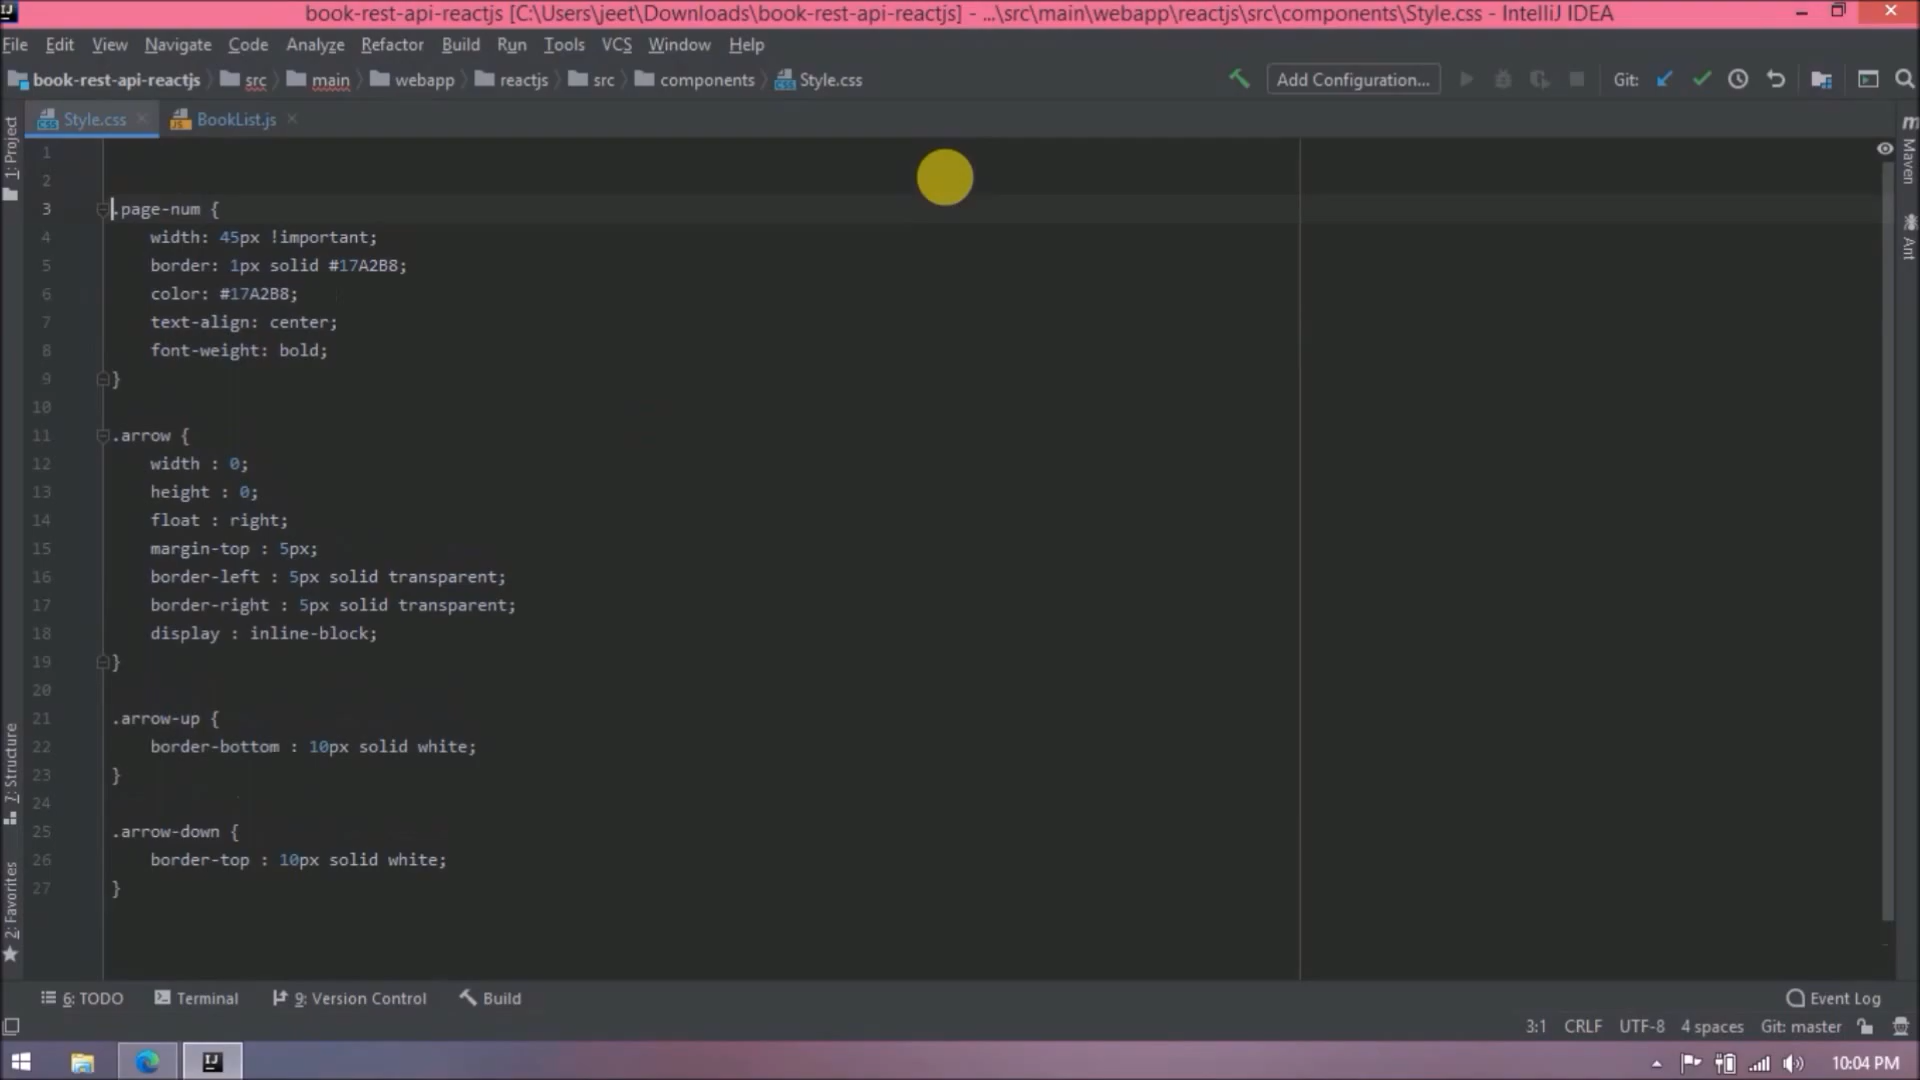 book-rest-api-reactjs [C:\Users\jeet\Downloads\book-rest-api-reactjs] - ...\src\main\webapp\reactjs\src\components\Style.css - IntelliJ IDEA
File Edit View Navigate Code Analyze Refactor Build Run Tools VCS Window Help
book-rest-api-reactjs src main webapp reactjs src components Style.css Add Configuration... Git:
Style.css BookList.js
1: Project
7: Structure
2: Favorites
Maven
Ant
1
2
3 .page-num {
4 width: 45px !important;
5 border: 1px solid #17A2B8;
6 color: #17A2B8;
7 text-align: center;
8 font-weight: bold;
9 }
10
11 .arrow {
12 width : 0;
13 height : 0;
14 float : right;
15 margin-top : 5px;
16 border-left : 5px solid transparent;
17 border-right : 5px solid transparent;
18 display : inline-block;
19 }
20
21 .arrow-up {
22 border-bottom : 10px solid white;
23 }
24
25 .arrow-down {
26 border-top : 10px solid white;
27 }
6: TODO Terminal 9: Version Control Build Event Log
3:1 CRLF UTF-8 4 spaces Git: master
10:04 PM